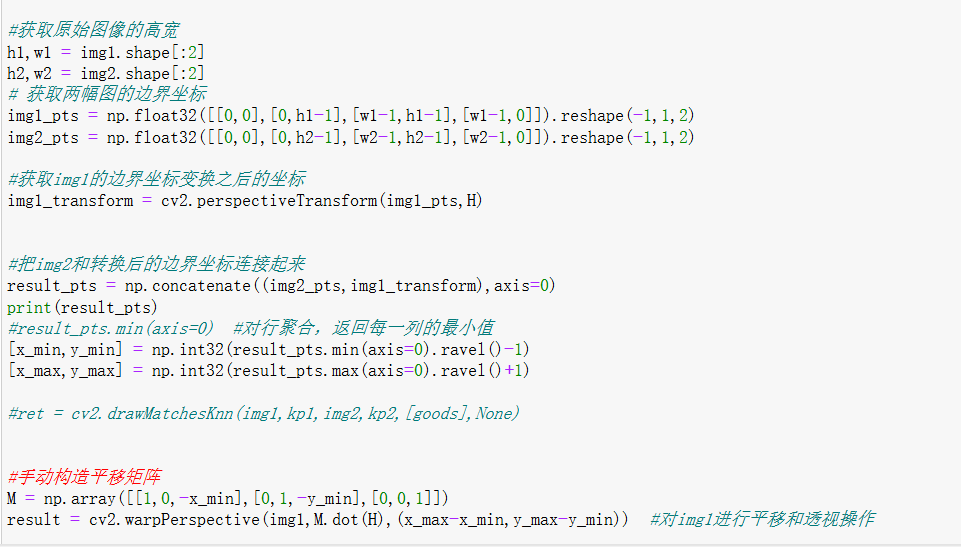 #获取原始图像的高宽
h1,w1 = img1.shape[:2]
h2,w2 = img2.shape[:2]
# 获取两幅图的边界坐标
img1_pts = np.float32([[0,0],[0,h1-1],[w1-1,h1-1],[w1-1,0]]).reshape(-1,1,2)
img2_pts = np.float32([[0,0],[0,h2-1],[w2-1,h2-1],[w2-1,0]]).reshape(-1,1,2)
#获取img1的边界坐标变换之后的坐标
img1_transform = cv2.perspectiveTransform(img1_pts,H)
#把img2和转换后的边界坐标连接起来
result_pts = np.concatenate((img2_pts,img1_transform),axis=0)
print(result_pts)
#result_pts.min(axis=0)  #对行聚合，返回每一列的最小值
[x_min,y_min] = np.int32(result_pts.min(axis=0).ravel()-1)
[x_max,y_max] = np.int32(result_pts.max(axis=0).ravel()+1)
#ret = cv2.drawMatchesKnn(img1,kp1,img2,kp2,[goods],None)
#手动构造平移矩阵
M = np.array([[1,0,-x_min],[0,1,-y_min],[0,0,1]])
result = cv2.warpPerspective(img1,M.dot(H),(x_max-x_min,y_max-y_min))  #对img1进行平移和透视操作